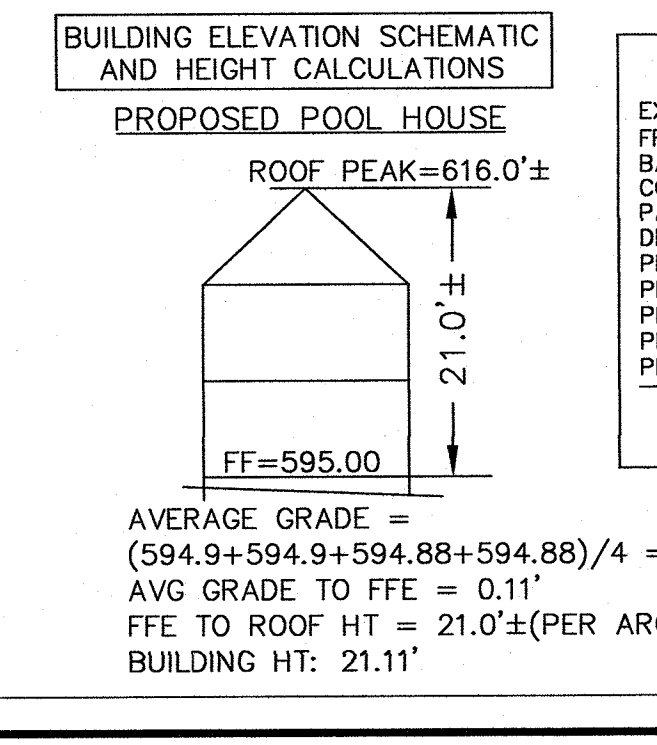 BUILDING ELEVATION SCHEMATIC
AND HEIGHT CALCULATIONS
PROPOSED POOL HOUSE
ROOF PEAK=616.0'±
21.0'±
FF=595.00
AVERAGE GRADE =
(594.9+594.9+594.88+594.88)/4 =
AVG GRADE TO FFE = 0.11'
FFE TO ROOF HT = 21.0'±(PER
BUILDING HT: 21.11'